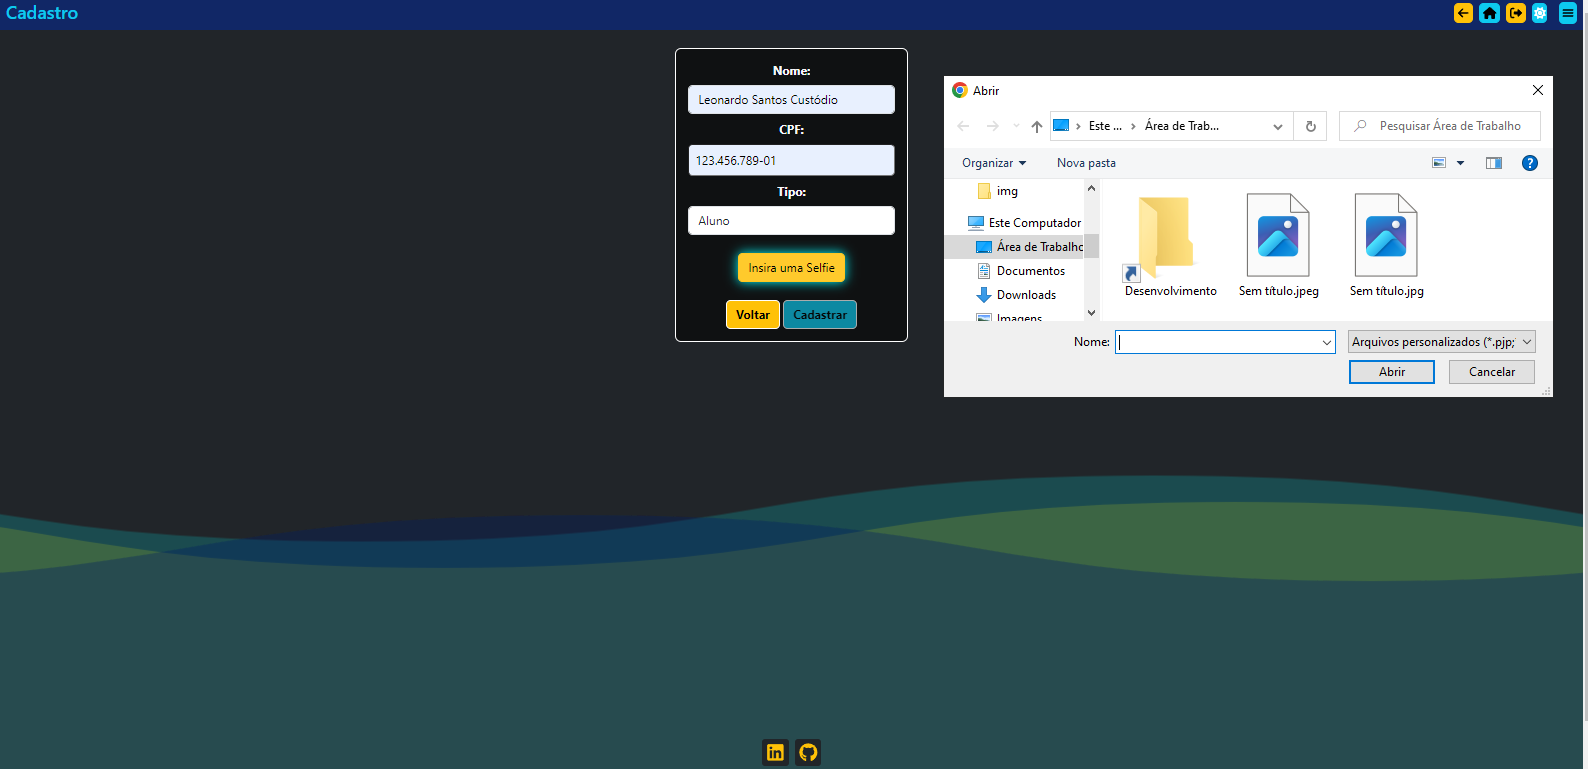 Cadastro
Nome:
Leonardo Santos Custódio
CPF:
123.456.789-01
Tipo:
Aluno
Insira uma Selfie
Voltar
Cadastrar
Abrir
Este ...
Área de Trab...
Pesquisar Área de Trabalho
Organizar
Nova pasta
img
Este Computador
Área de Trabalho
Documentos
Downloads
Imagens
Desenvolvimento
Sem título.jpeg
Sem título.jpg
Nome:
Arquivos personalizados (*.pjp;
Abrir
Cancelar
in